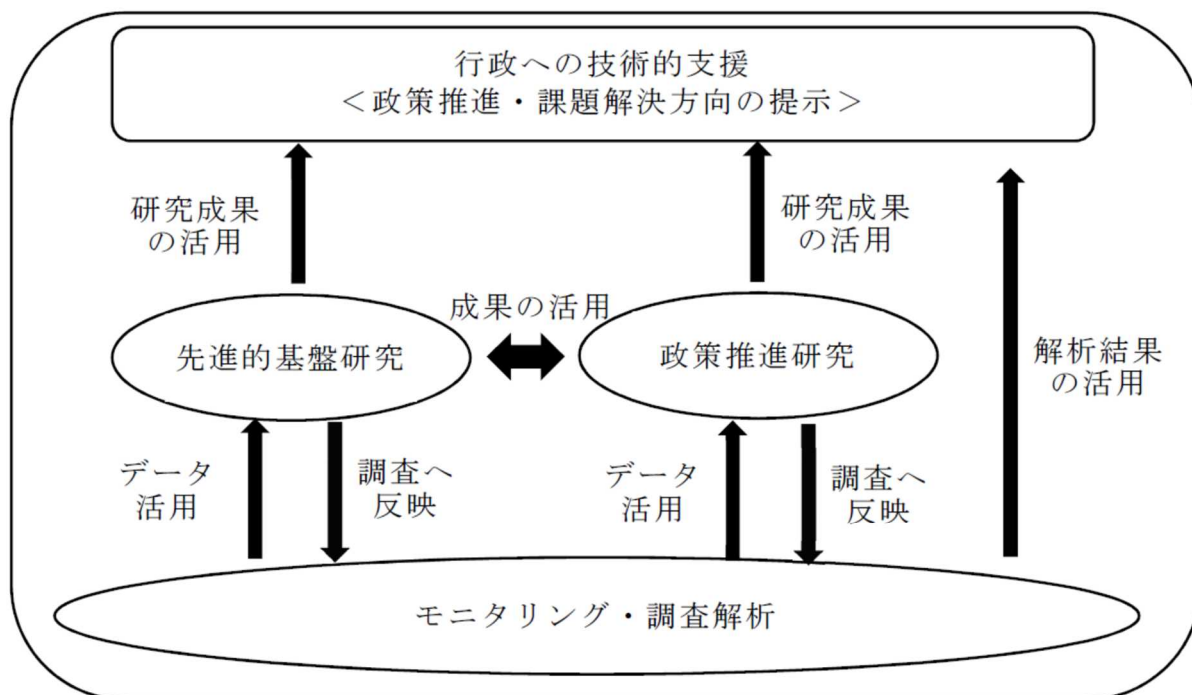 行政への技術的支援
＜政策推進・課題解決方向の提示＞
研究成果
の活用
研究成果
の活用
成果の活用
先進的基盤研究
政策推進研究
解析結果
の活用
データ
活用
調査へ
反映
データ
活用
調査へ
反映
モニタリング・調査解析